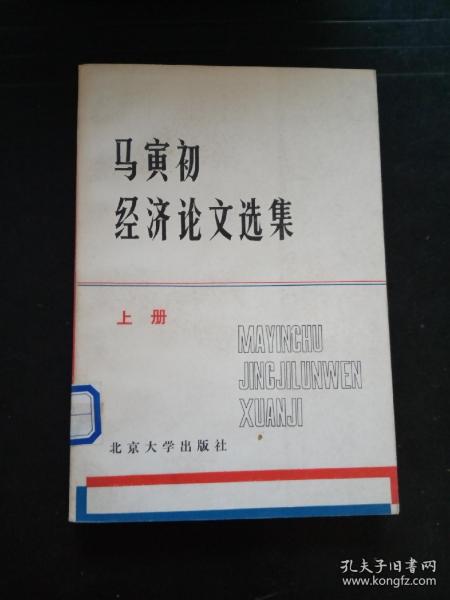 马寅初
经济论文选集
上册
MAYINCHU
JINGJILUNWEN
XUANJI
北京大学出版社
孔夫子旧书网
www.kongfz.com